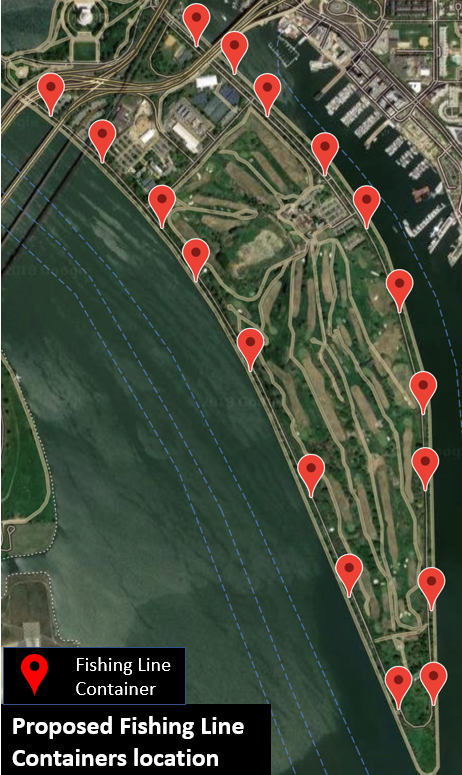 Fishing Line
Container
Proposed Fishing Line
Containers location